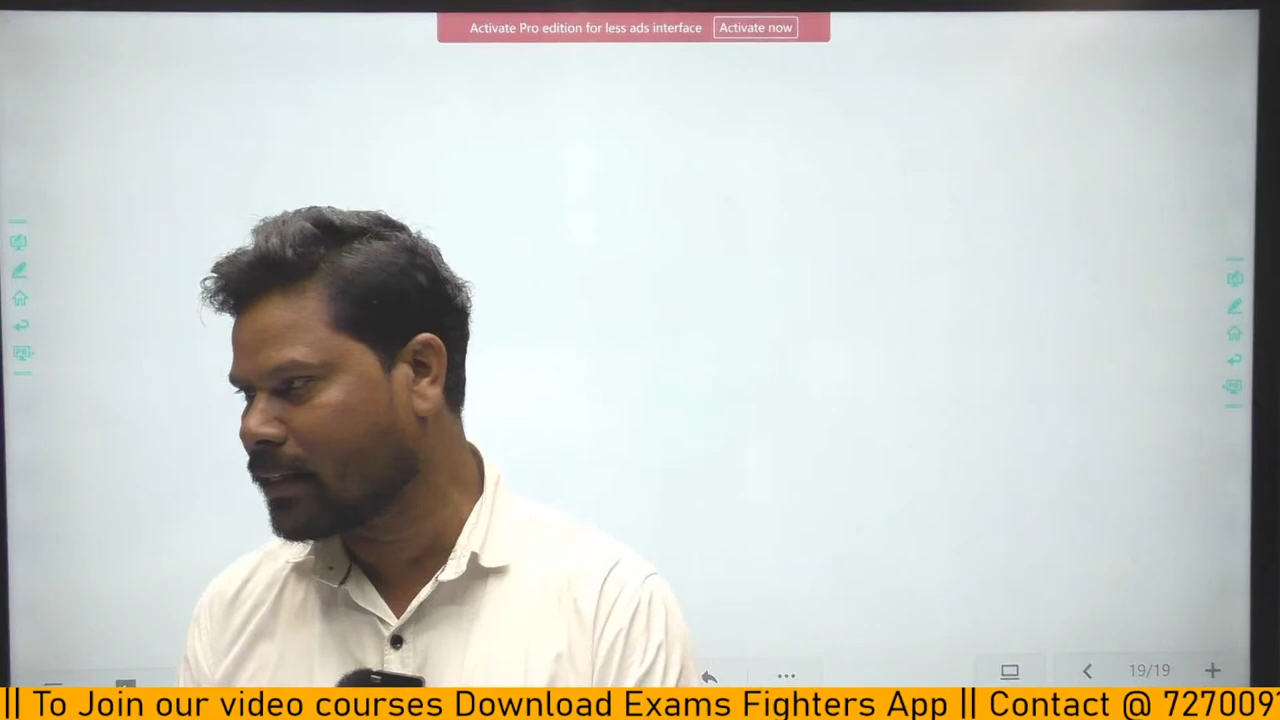 Activate Pro edition for less ads interface Activate now
19/19
|| To Join our video courses Download Exams Fighters App || Contact @ 727009